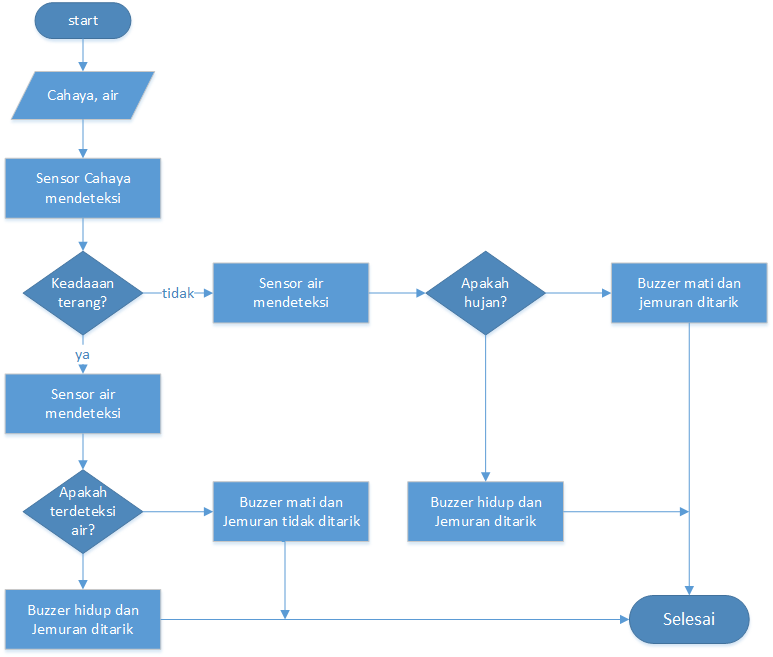 start
Cahaya, air
Sensor Cahaya
mendeteksi
Keadaaan
terang?
tidak
Sensor air
mendeteksi
Apakah
hujan?
Buzzer mati dan
jemuran ditarik
ya
Sensor air
mendeteksi
Apakah
terdeteksi
air?
Buzzer mati dan
Jemuran tidak ditarik
Buzzer hidup dan
Jemuran ditarik
Buzzer hidup dan
Jemuran ditarik
Selesai